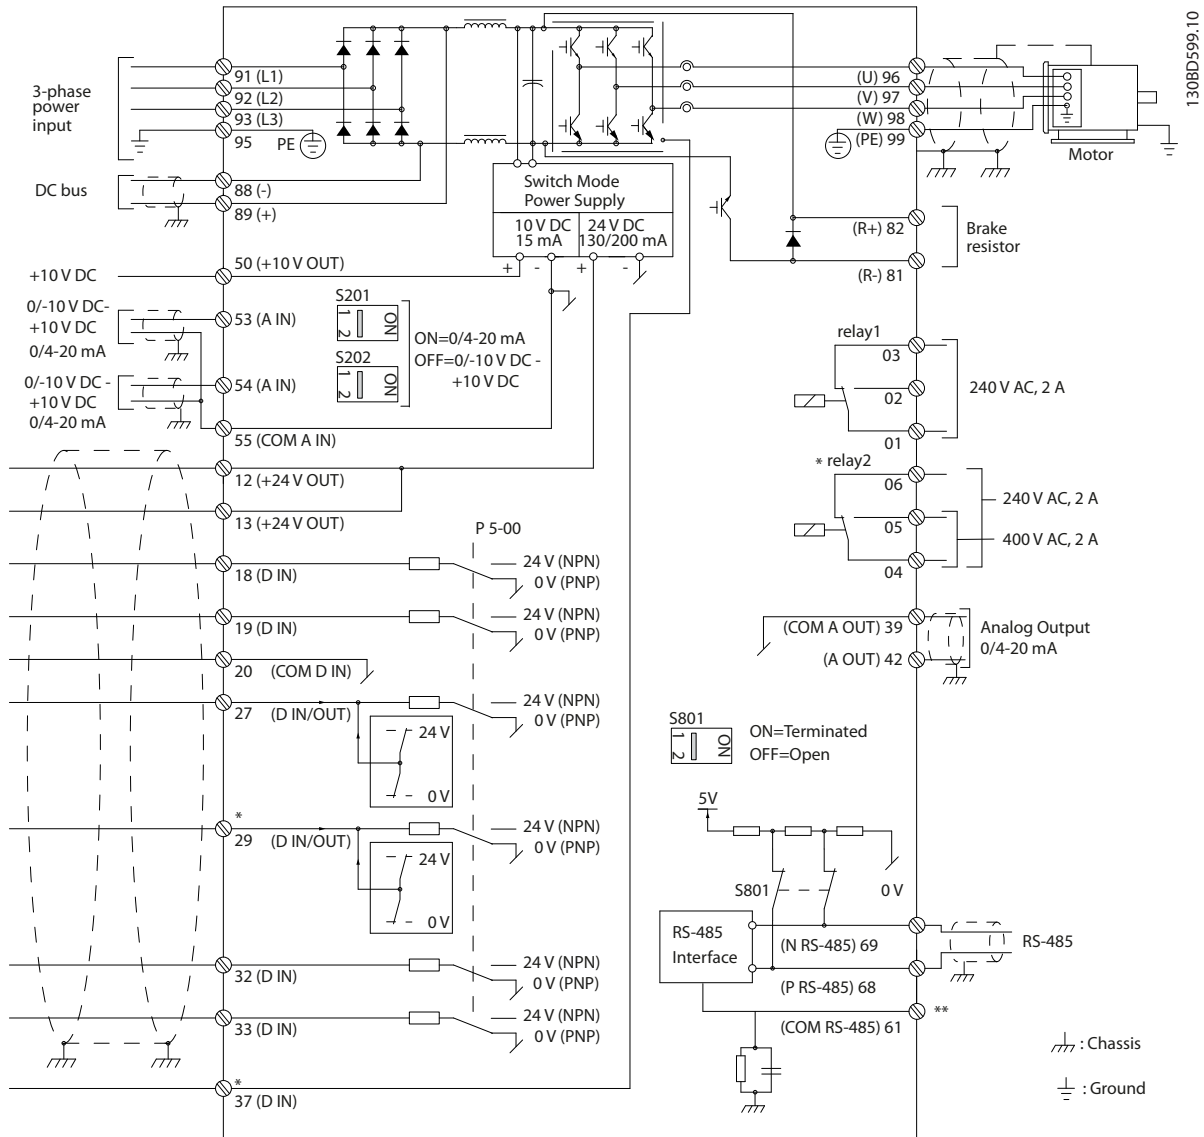 130BD599.10
3-phase
power
input
91 (L1)
92 (L2)
93 (L3)
95
PE
DC bus
88 (-)
89 (+)
Switch Mode
Power Supply
10 V DC
15 mA
24 V DC
130/200 mA
+
-
+
-
(U) 96
(V) 97
(W) 98
(PE) 99
Motor
(R+) 82
(R-) 81
Brake
resistor
+10 V DC
50 (+10 V OUT)
0/-10 V DC-
+10 V DC
0/4-20 mA
53 (A IN)
0/-10 V DC -
+10 V DC
0/4-20 mA
54 (A IN)
55 (COM A IN)
S201
1
2
ON
S202
1
2
ON
ON=0/4-20 mA
OFF=0/-10 V DC -
+10 V DC
relay1
03
02
01
240 V AC, 2 A
* relay2
06
05
04
240 V AC, 2 A
400 V AC, 2 A
12 (+24 V OUT)
13 (+24 V OUT)
P 5-00
18 (D IN)
24 V (NPN)
0 V (PNP)
19 (D IN)
24 V (NPN)
0 V (PNP)
20 (COM D IN)
27 (D IN/OUT)
24 V (NPN)
0 V (PNP)
24 V
0 V
*
29 (D IN/OUT)
24 V (NPN)
0 V (PNP)
24 V
0 V
32 (D IN)
24 V (NPN)
0 V (PNP)
33 (D IN)
24 V (NPN)
0 V (PNP)
*
37 (D IN)
(COM A OUT) 39
(A OUT) 42
Analog Output
0/4-20 mA
S801
1
2
ON
ON=Terminated
OFF=Open
5V
S801
0 V
RS-485
Interface
(N RS-485) 69
(P RS-485) 68
(COM RS-485) 61
RS-485
**
: Chassis
: Ground